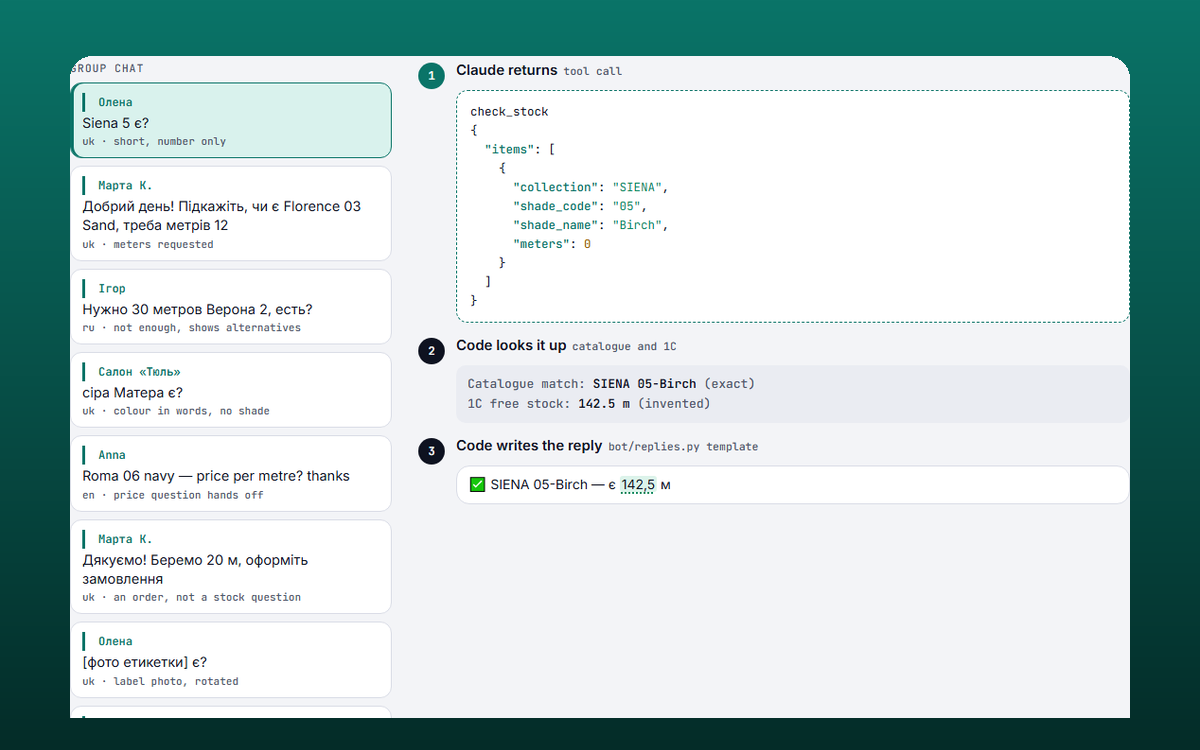 GROUP CHAT
Олена
Siena 5 є?
uk · short, number only
Марта К.
Добрий день! Підкажіть, чи є Florence 03
Sand, треба метрів 12
uk · meters requested
Ігор
Нужно 30 метров Верона 2, есть?
ru · not enough, shows alternatives
Салон «Тюль»
сіра Матера є?
uk · colour in words, no shade
Anna
Roma 06 navy — price per metre? thanks
en · price question hands off
Марта К.
Дякуємо! Беремо 20 м, оформіть
замовлення
uk · an order, not a stock question
Олена
[фото етикетки] є?
uk · label photo, rotated
1 Claude returns tool call
check_stock
{
"items": [
{
"collection": "SIENA",
"shade_code": "05",
"shade_name": "Birch",
"meters": 0
}
]
}
2 Code looks it up catalogue and 1C
Catalogue match: SIENA 05-Birch (exact)
1C free stock: 142.5 m (invented)
3 Code writes the reply bot/replies.py template
✅ SIENA 05-Birch — є 142,5 м